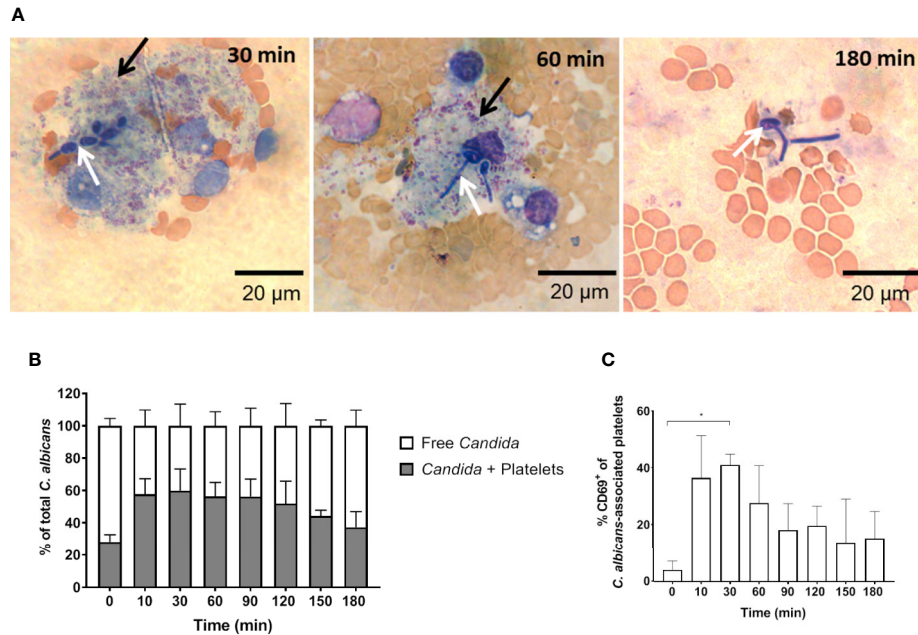 A
30 min
60 min
180 min
20 µm
20 µm
20 µm
B
120
100
80
60
40
20
0
% of total C. albicans
0 10 30 60 90 120 150 180
Time (min)
Free Candida
Candida + Platelets
C
60
40
20
0
% CD69+ of
C. albicans-associated platelets
*
0 10 30 60 90 120 150 180
Time (min)